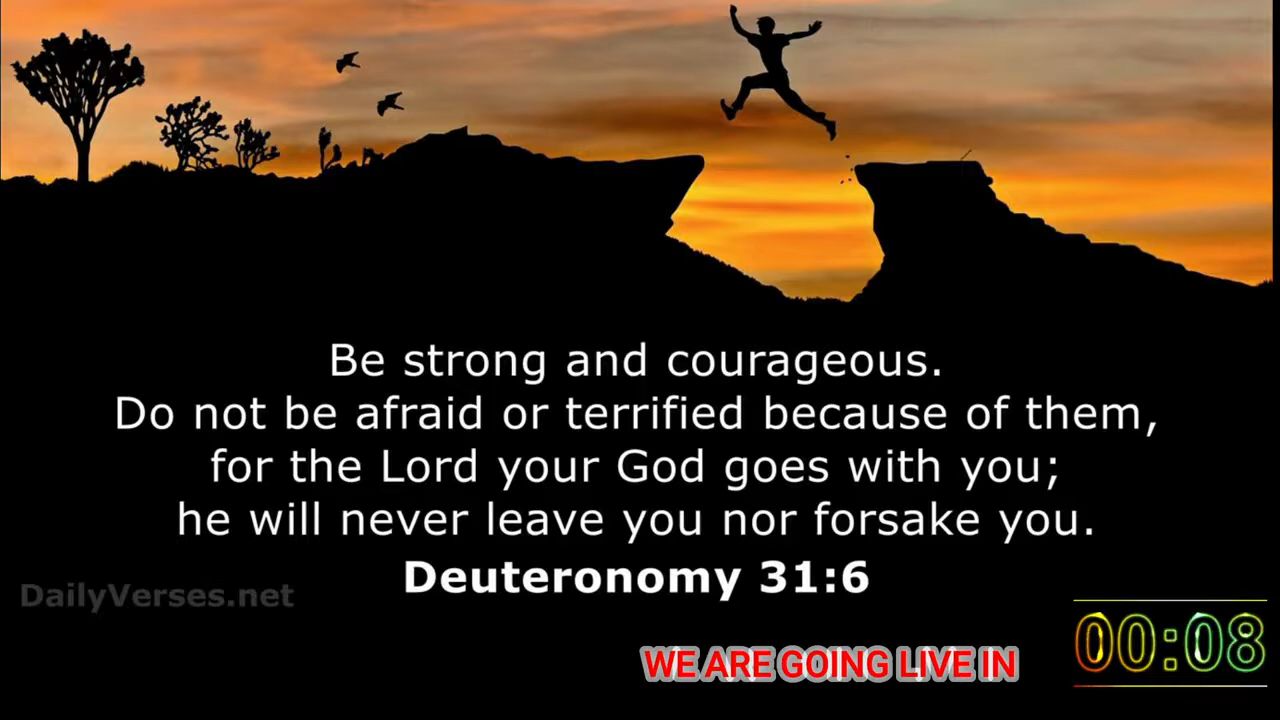 Be strong and courageous.
Do not be afraid or terrified because of them,
for the Lord your God goes with you;
he will never leave you nor forsake you.
Deuteronomy 31:6
DailyVerses.net
WE ARE GOING LIVE IN
00:08